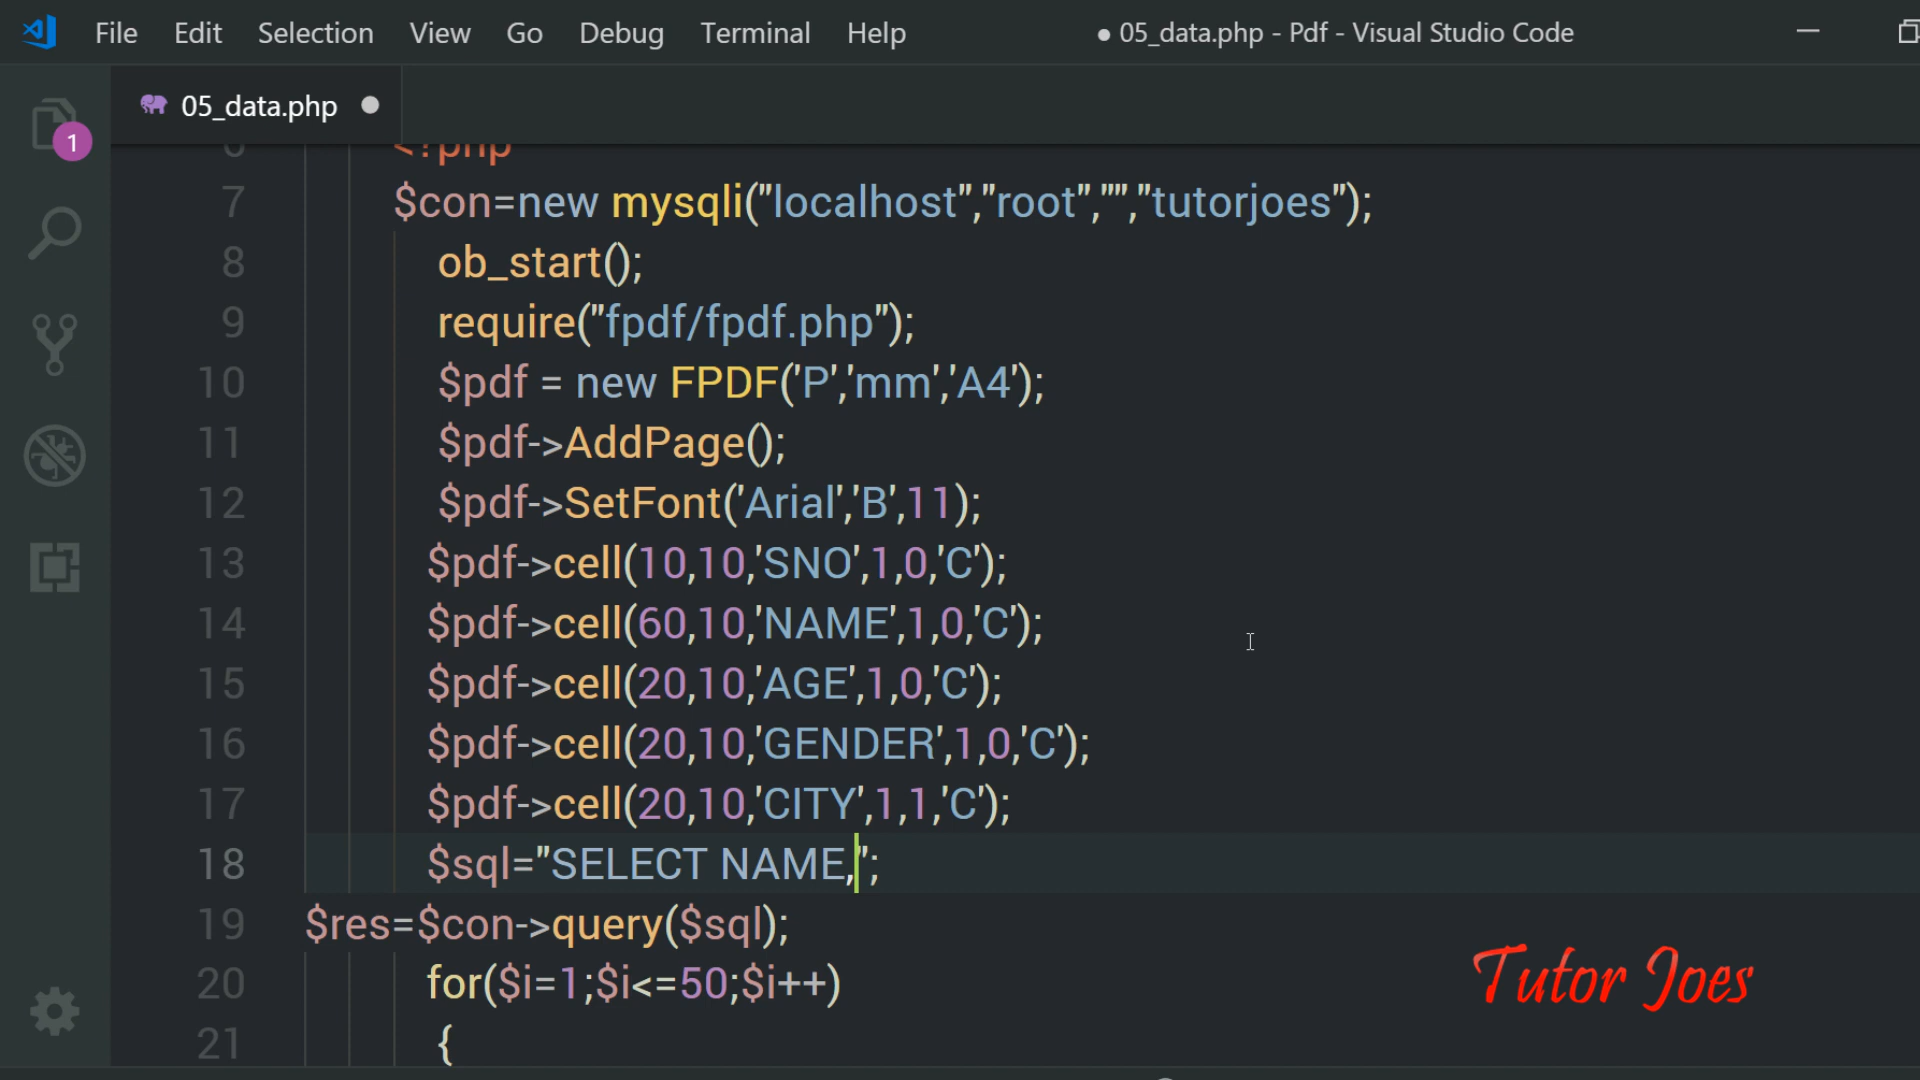 File Edit Selection View Go Debug Terminal Help ● 05_data.php - Pdf - Visual Studio Code
1
05_data.php
6 <?php
7 $con=new mysqli("localhost","root","","tutorjoes");
8 ob_start();
9 require("fpdf/fpdf.php");
10 $pdf = new FPDF('P','mm','A4');
11 $pdf->AddPage();
12 $pdf->SetFont('Arial','B',11);
13 $pdf->cell(10,10,'SNO',1,0,'C');
14 $pdf->cell(60,10,'NAME',1,0,'C');
15 $pdf->cell(20,10,'AGE',1,0,'C');
16 $pdf->cell(20,10,'GENDER',1,0,'C');
17 $pdf->cell(20,10,'CITY',1,1,'C');
18 $sql="SELECT NAME,";
19 $res=$con->query($sql);
20 for($i=1;$i<=50;$i++)
21 {
Tutor Joes